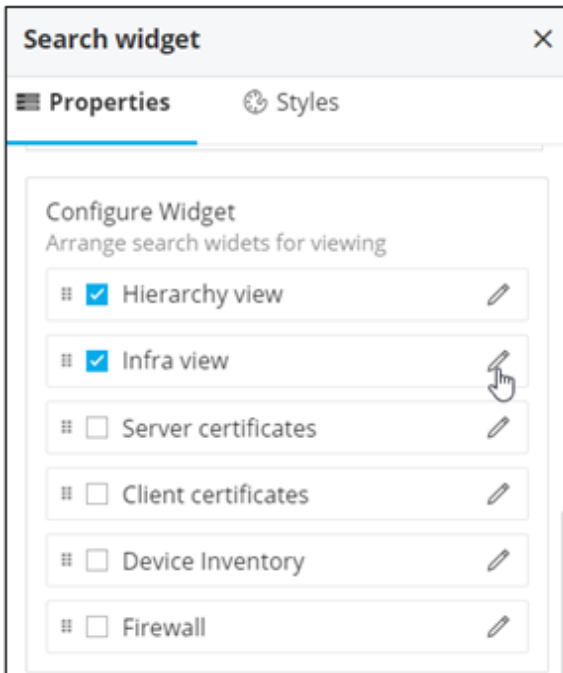 Search widget
Properties
Styles
Configure Widget
Arrange search widets for viewing
Hierarchy view
Infra view
Server certificates
Client certificates
Device Inventory
Firewall